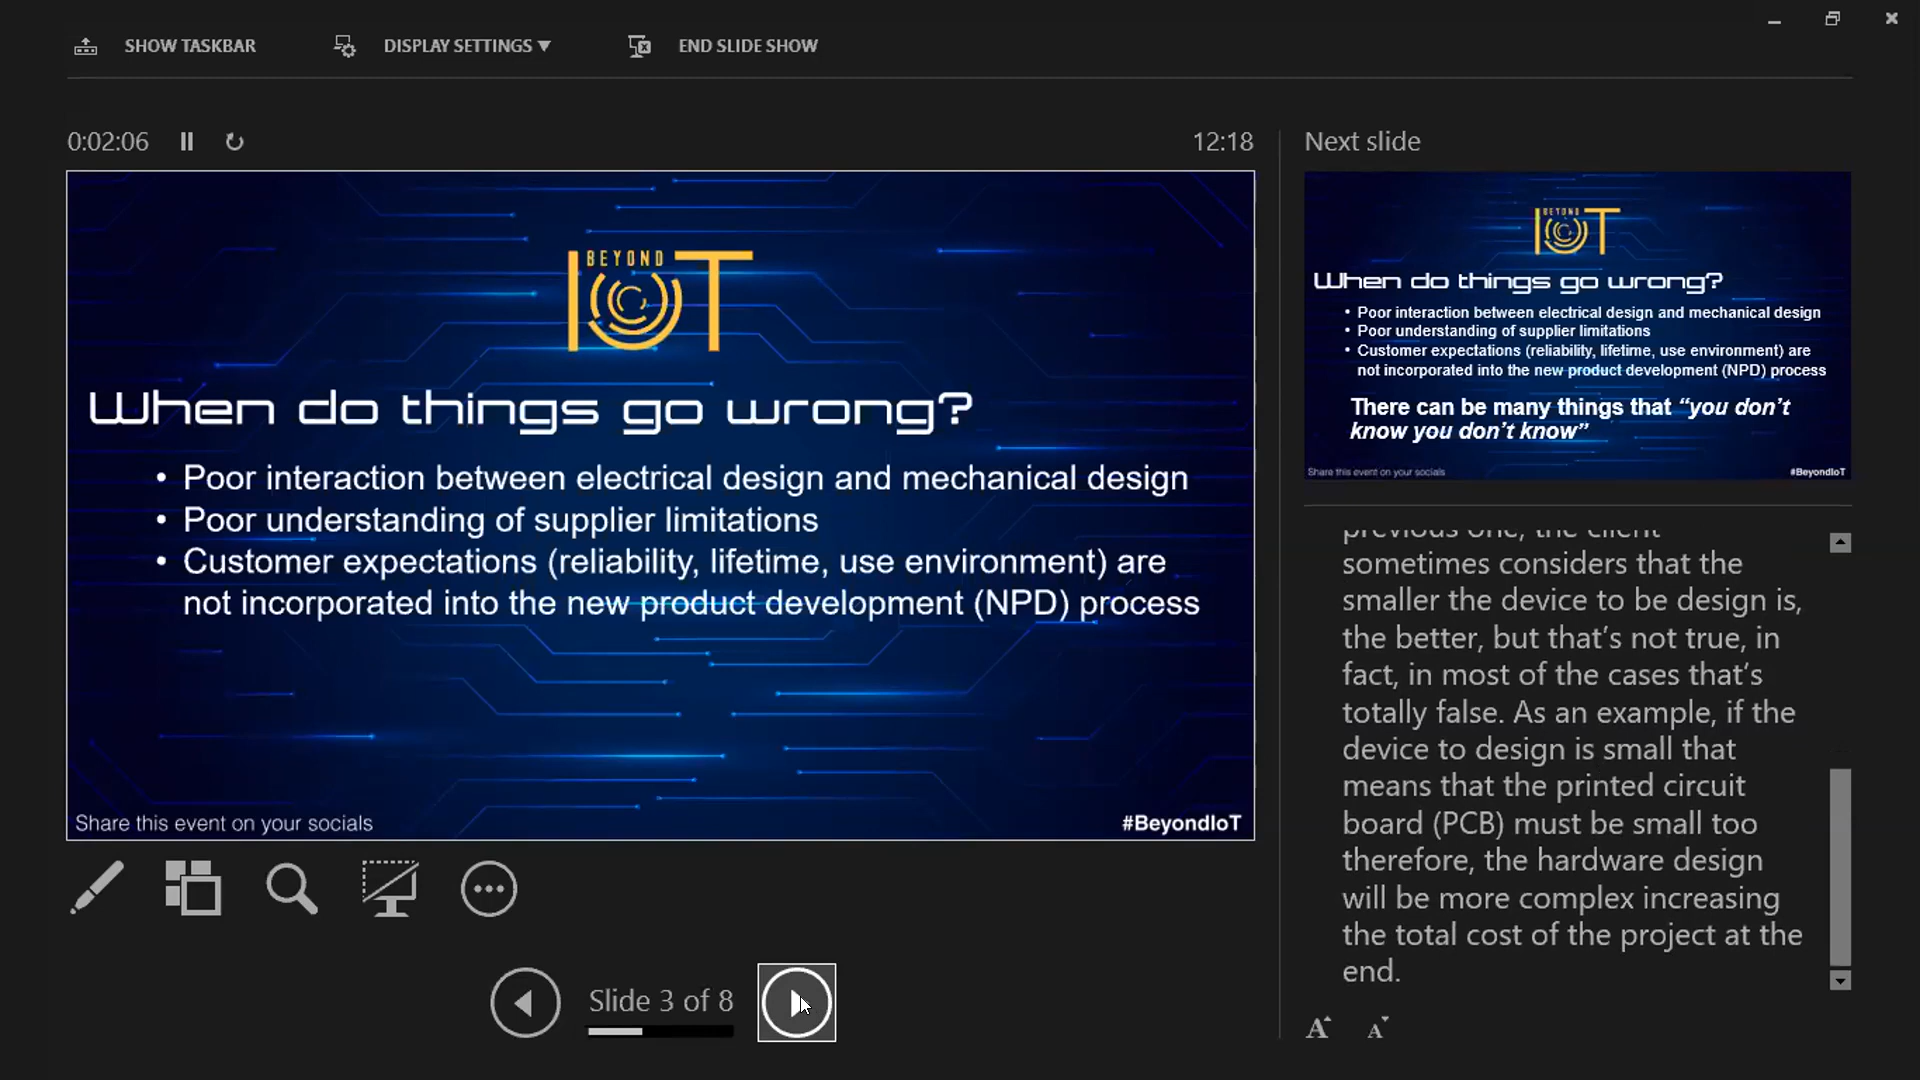 SHOW TASKBAR
DISPLAY SETTINGS
END SLIDE SHOW
0:02:06
12:18
BEYOND
IOT
When do things go wrong?
• Poor interaction between electrical design and mechanical design
• Poor understanding of supplier limitations
• Customer expectations (reliability, lifetime, use environment) are
not incorporated into the new product development (NPD) process
Share this event on your socials
#BeyondIoT
Slide 3 of 8
Next slide
BEYOND
IOT
When do things go wrong?
• Poor interaction between electrical design and mechanical design
• Poor understanding of supplier limitations
• Customer expectations (reliability, lifetime, use environment) are
not incorporated into the new product development (NPD) process
There can be many things that “you don’t
know you don’t know”
Share this event on your socials
#BeyondIoT
previous one, the client
sometimes considers that the
smaller the device to be design is,
the better, but that’s not true, in
fact, in most of the cases that’s
totally false. As an example, if the
device to design is small that
means that the printed circuit
board (PCB) must be small too
therefore, the hardware design
will be more complex increasing
the total cost of the project at the
end.
A A